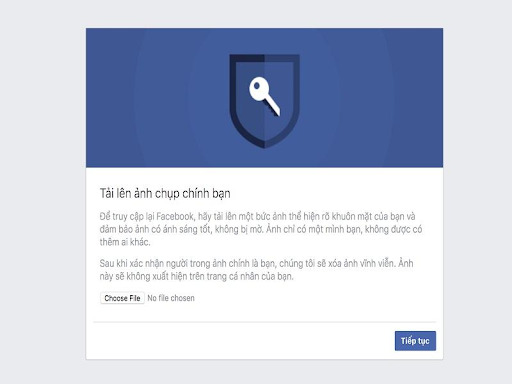 Tải lên ảnh chụp chính bạn
Để truy cập lại Facebook, hãy tải lên một bức ảnh thể hiện rõ khuôn mặt của bạn và
đảm bảo ảnh có ánh sáng tốt, không bị mờ. Ảnh chỉ có một mình bạn, không được có
thêm ai khác.
Sau khi xác nhận người trong ảnh chính là bạn, chúng tôi sẽ xóa ảnh vĩnh viễn. Ảnh
này sẽ không xuất hiện trên trang cá nhân của bạn.
Choose File No file chosen
Tiếp tục